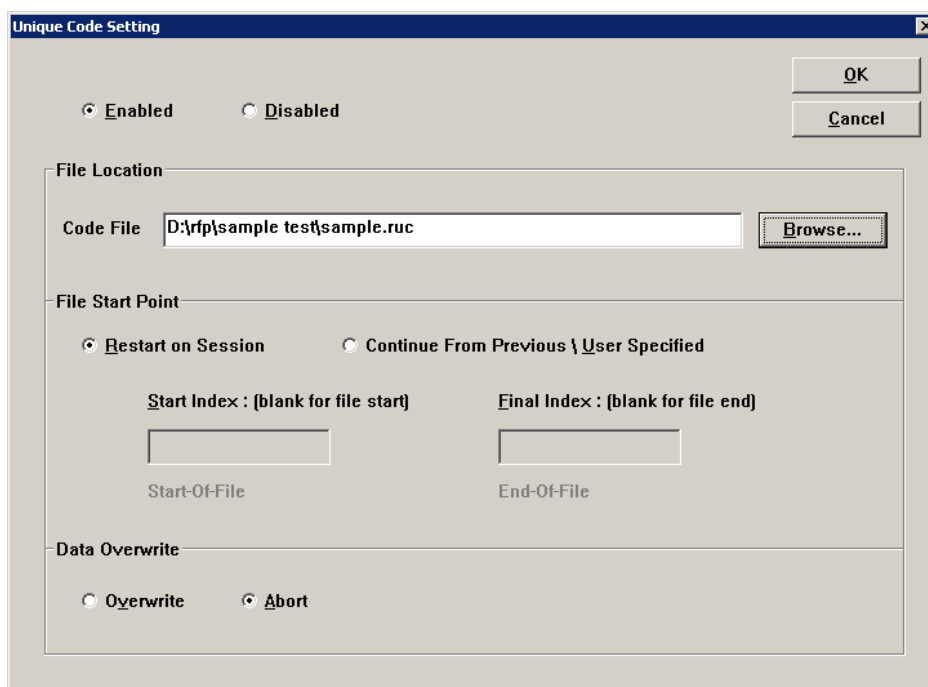 Unique Code Setting
OK
Enabled Disabled
Cancel
File Location
Code File D:\rfp\sample test\sample.ruc Browse...
File Start Point
Restart on Session Continue From Previous \ User Specified
Start Index : (blank for file start) Final Index : (blank for file end)
Start-Of-File End-Of-File
Data Overwrite
Overwrite Abort